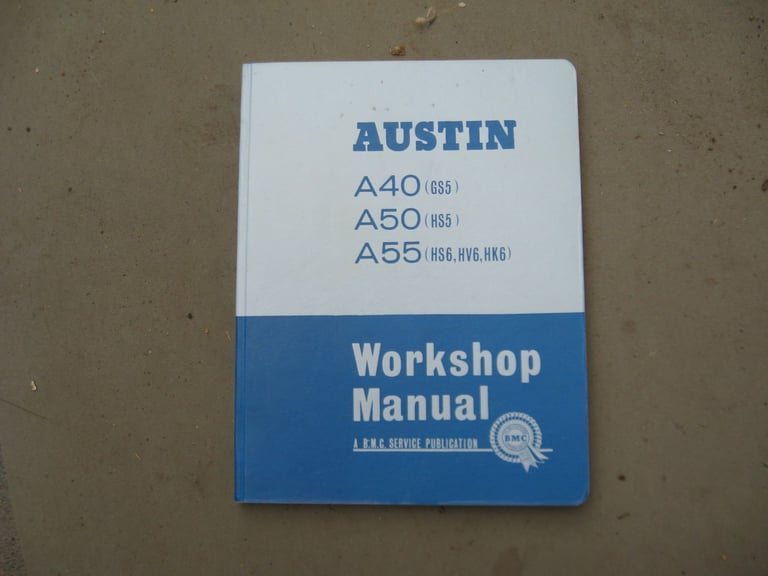 AUSTIN
A40 (GS5)
A50 (HS5)
A55 (HS6, HV6, HK6)
Workshop
Manual
A B.M.C. SERVICE PUBLICATION
BMC